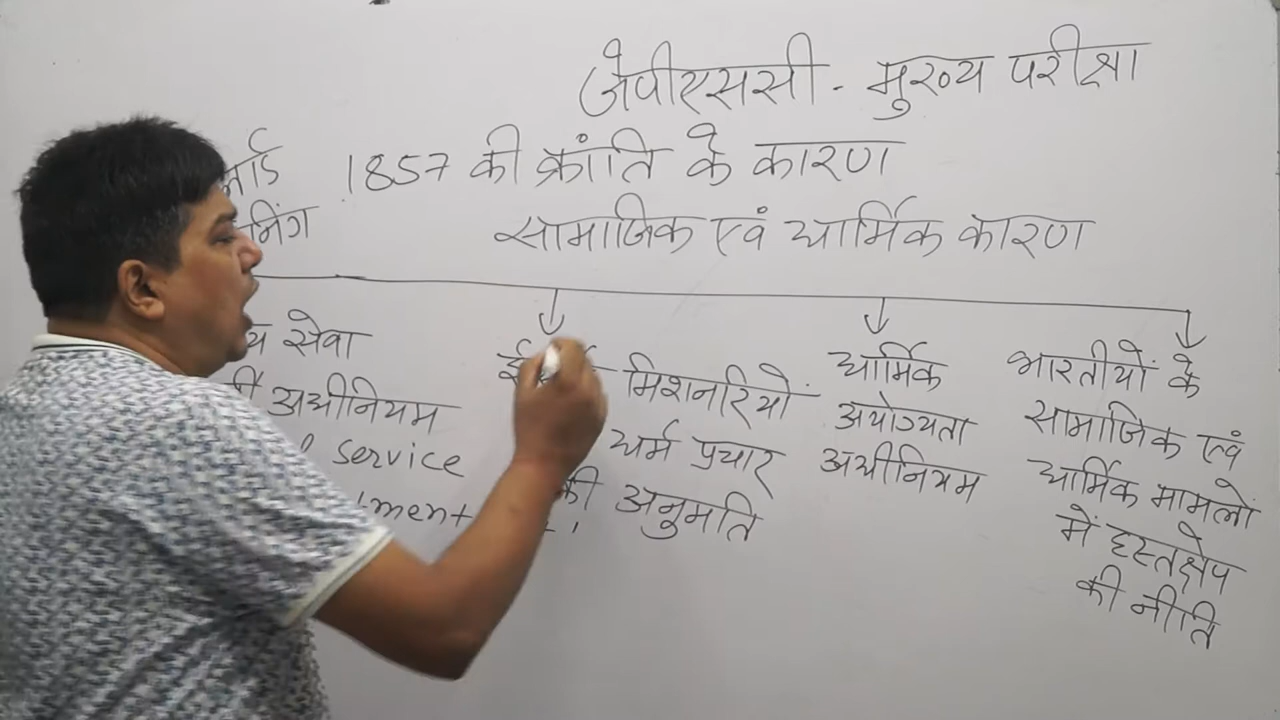 जेपीएससी - मुख्य परीक्षा
1857 की क्रांति के कारण
सामाजिक एवं धार्मिक कारण
सेवा
अधीनियम
service
मिशनरियों
धर्म प्रचार
की अनुमति
धार्मिक
अयोग्यता
अधीनियम
भारतीयों के
सामाजिक एवं
धार्मिक मामलों
में हस्तक्षेप
की नीति